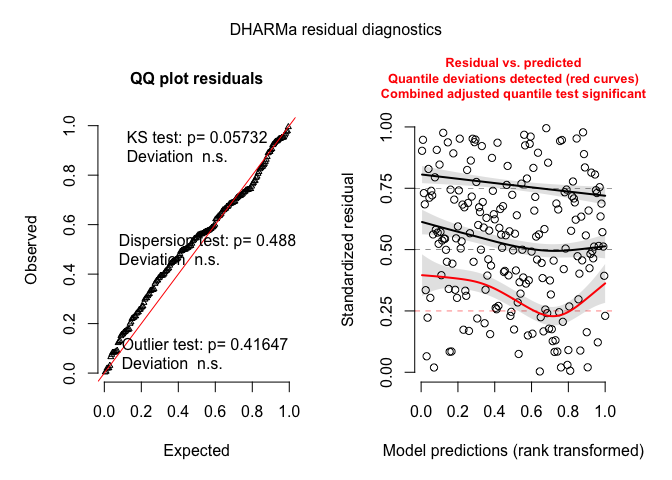 DHARMa residual diagnostics
QQ plot residuals
KS test: p= 0.05732
Deviation n.s.
Dispersion test: p= 0.488
Deviation n.s.
Outlier test: p= 0.41647
Deviation n.s.
Observed
0.0 0.2 0.4 0.6 0.8 1.0
0.0 0.2 0.4 0.6 0.8 1.0
Expected
Residual vs. predicted
Quantile deviations detected (red curves)
Combined adjusted quantile test significant
Standardized residual
0.00 0.25 0.50 0.75 1.00
0.0 0.2 0.4 0.6 0.8 1.0
Model predictions (rank transformed)